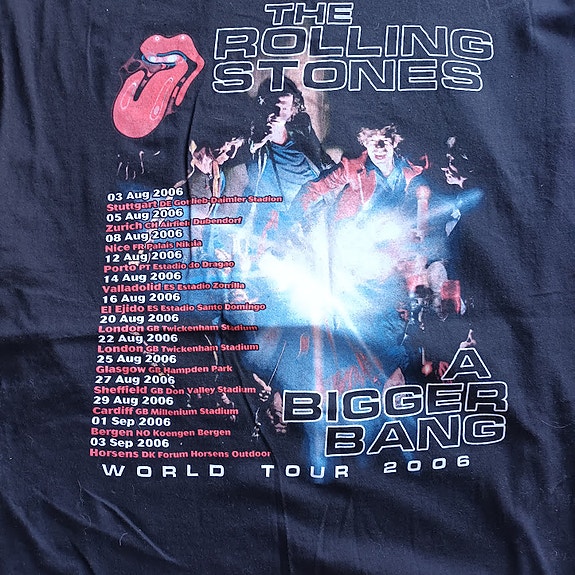 THE
ROLLING
STONES
03 Aug 2006
Stuttgart DE Gottlieb-Daimler-Stadion
05 Aug 2006
Zurich CH Airfield Dubendorf
08 Aug 2006
Nice FR Palais Nikaia
12 Aug 2006
Porto PT Estadio do Dragao
14 Aug 2006
Valladolid ES Estadio Zorrilla
16 Aug 2006
El Ejido ES Estadio Santo Domingo
20 Aug 2006
London GB Twickenham Stadium
22 Aug 2006
London GB Twickenham Stadium
25 Aug 2006
Glasgow GB Hampden Park
27 Aug 2006
Sheffield GB Don Valley Stadium
29 Aug 2006
Cardiff GB Millenium Stadium
01 Sep 2006
Bergen NO Koengen Bergen
03 Sep 2006
Horsens DK Forum Horsens Outdoor
A
BIGGER
BANG
WORLD TOUR 2006